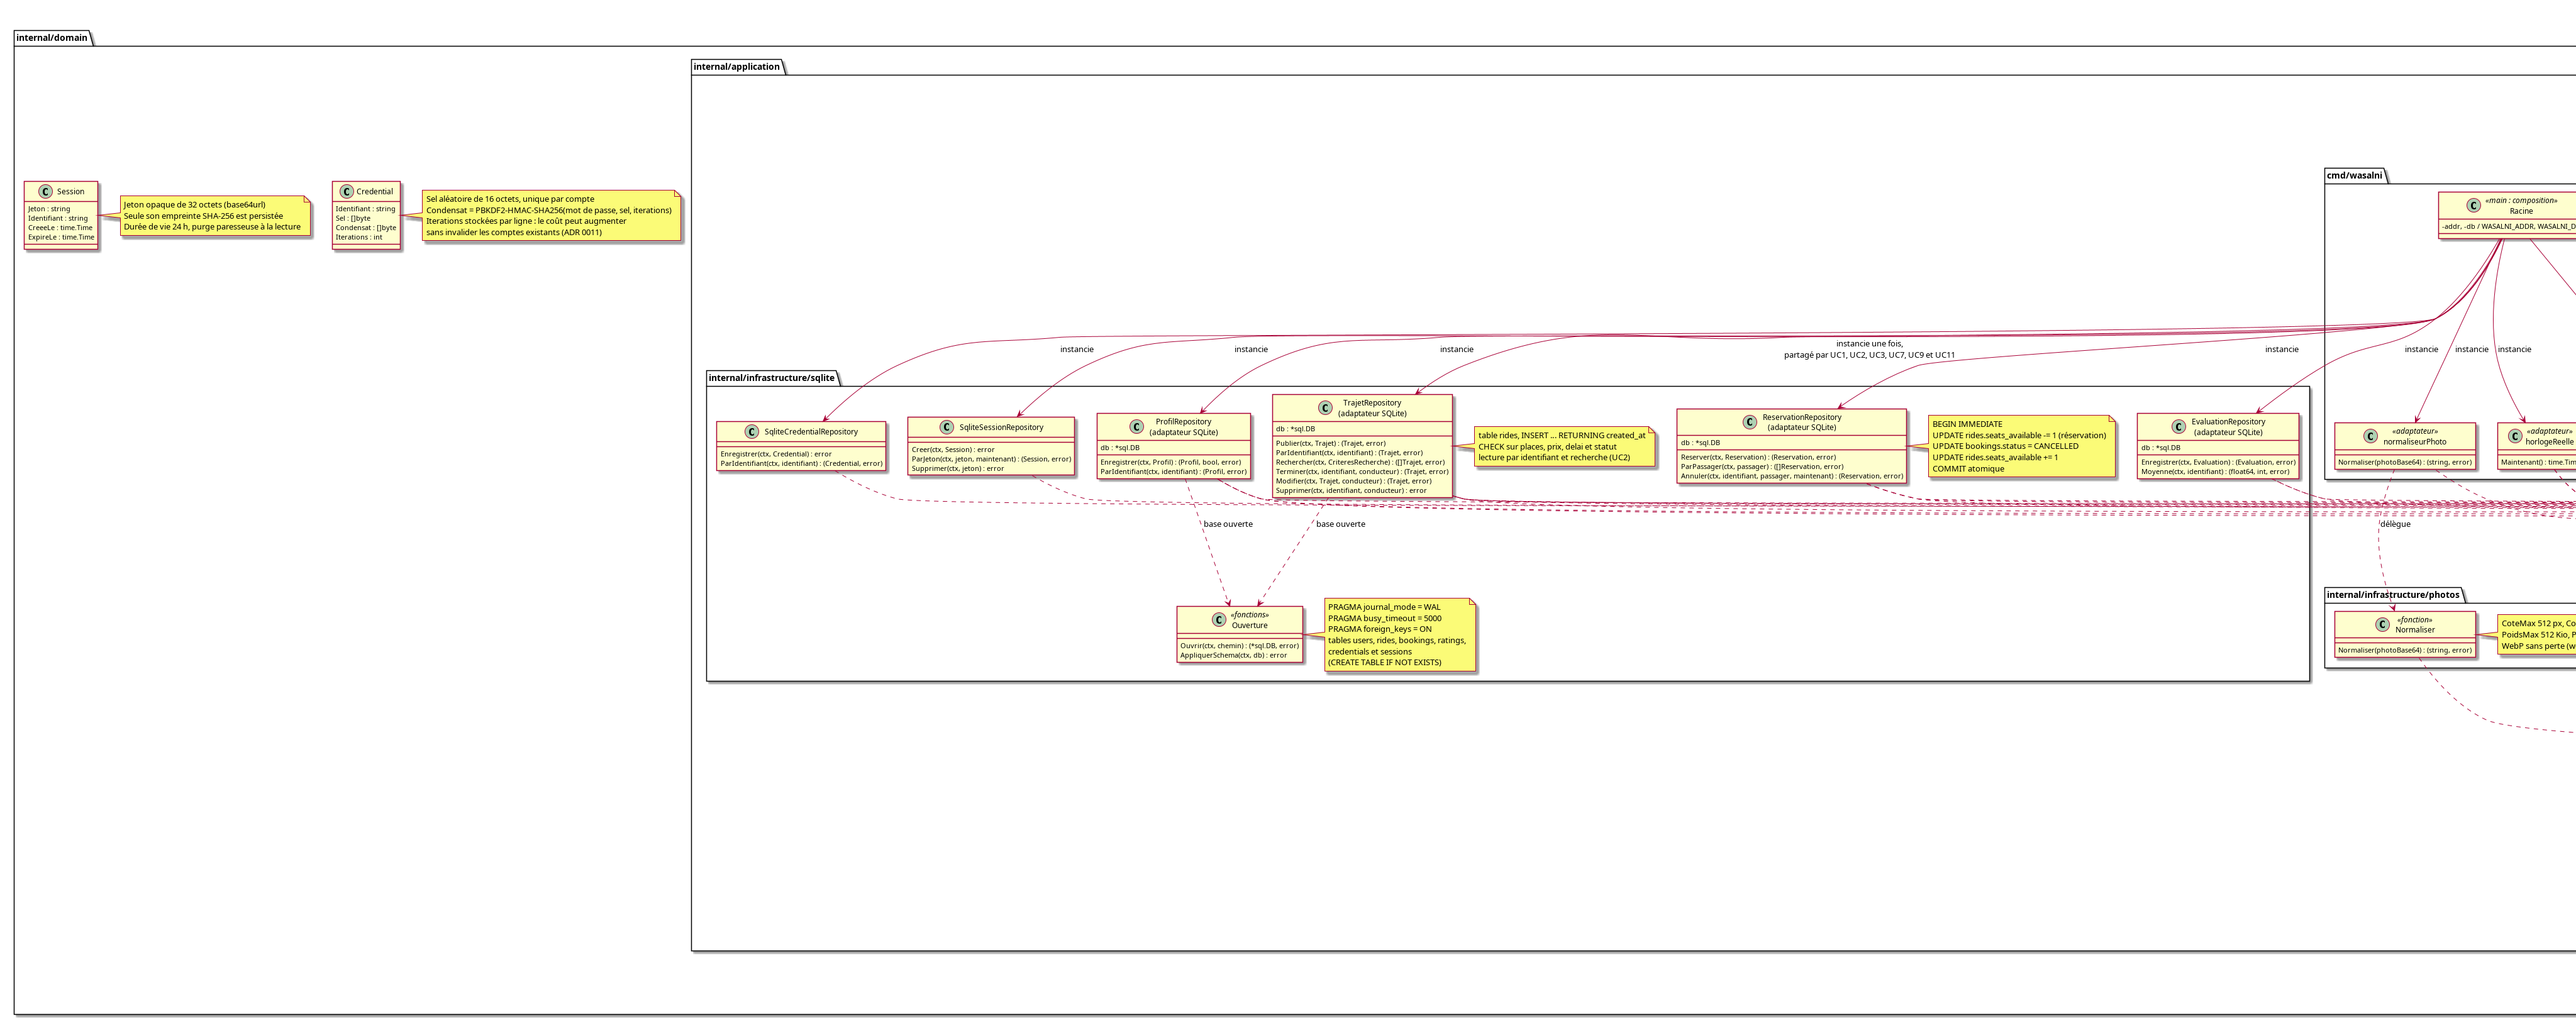 internal/domain
internal/application
cmd/wasalni
Session
Jeton : string
Identifiant : string
CreeLe : time.Time
ExpireLe : time.Time
Jeton opaque de 32 octets (base64url)
Seule son empreinte SHA-256 est persistée
Durée de vie 24 h, purge paresseuse à la lecture
Credential
Identifiant : string
Sel : []byte
Condensat : []byte
Iterations : int
Sel aléatoire de 16 octets, unique par compte
Condensat = PBKDF2-HMAC-SHA256(mot de passe, sel, iterations)
Iterations stockées par ligne : le coût peut augmenter
sans invalider les comptes existants (ADR 0011)
«main : composition»
Racine
-addr, -db / WASALNI_ADDR, WASALNI_D
instancie
instancie
instancie
instancie une fois,
partagé par UC1, UC2, UC3, UC7, UC9 et UC11
instancie
instancie
instancie
instancie
internal/infrastructure/sqlite
SqliteCredentialRepository
Enregistrer(ctx, Credential) : error
ParIdentifiant(ctx, identifiant) : (Credential, error)
SqliteSessionRepository
Creer(ctx, Session) : error
ParJeton(ctx, jeton, maintenant) : (Session, error)
Supprimer(ctx, jeton) : error
ProfilRepository
(adaptateur SQLite)
db : *sql.DB
Enregistrer(ctx, Profil) : (Profil, bool, error)
ParIdentifiant(ctx, identifiant) : (Profil, error)
TrajetRepository
(adaptateur SQLite)
db : *sql.DB
Publier(ctx, Trajet) : (Trajet, error)
ParIdentifiant(ctx, identifiant) : (Trajet, error)
Rechercher(ctx, CriteresRecherche) : ([]Trajet, error)
Terminer(ctx, identifiant, conducteur) : (Trajet, error)
Modifier(ctx, Trajet, conducteur) : (Trajet, error)
Supprimer(ctx, identifiant, conducteur) : error
table rides, INSERT ... RETURNING created_at
CHECK sur places, prix, delai et statut
lecture par identifiant et recherche (UC2)
ReservationRepository
(adaptateur SQLite)
db : *sql.DB
Reserver(ctx, Reservation) : (Reservation, error)
ParPassager(ctx, passager) : ([]Reservation, error)
Annuler(ctx, identifiant, passager, maintenant) : (Reservation, error)
BEGIN IMMEDIATE
UPDATE rides.seats_available -= 1 (réservation)
UPDATE bookings.status = CANCELLED
UPDATE rides.seats_available += 1
COMMIT atomique
EvaluationRepository
(adaptateur SQLite)
db : *sql.DB
Enregistrer(ctx, Evaluation) : (Evaluation, error)
Moyenne(ctx, identifiant) : (float64, int, error)
«adaptateur»
normaliseurPhoto
Normaliser(photoBase64) : (string, error)
«adaptateur»
horlogeReelle
Maintenant() : time.Tim
base ouverte
base ouverte
délègue
«fonctions»
Ouverture
Ouvrir(ctx, chemin) : (*sql.DB, error)
AppliquerSchema(ctx, db) : error
PRAGMA journal_mode = WAL
PRAGMA busy_timeout = 5000
PRAGMA foreign_keys = ON
tables users, rides, bookings, ratings,
credentials et sessions
(CREATE TABLE IF NOT EXISTS)
internal/infrastructure/photos
«fonction»
Normaliser
Normaliser(photoBase64) : (string, error)
CoteMax 512 px, Co
PoidsMax 512 Kio, P
WebP sans perte (w